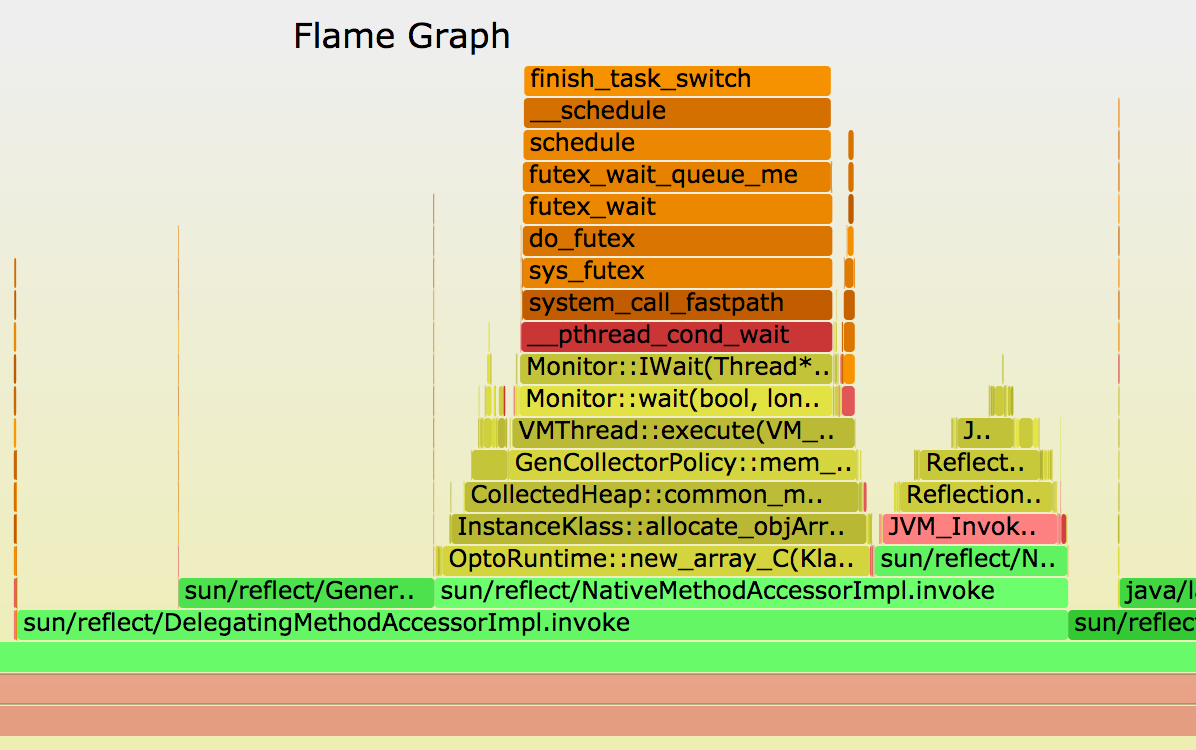 Flame Graph
finish_task_switch
__schedule
schedule
futex_wait_queue_me
futex_wait
do_futex
sys_futex
system_call_fastpath
__pthread_cond_wait
Monitor::IWait(Thread*..
Monitor::wait(bool, lon..
VMThread::execute(VM_.. J..
GenCollectorPolicy::mem_.. Reflect..
CollectedHeap::common_m.. Reflection..
InstanceKlass::allocate_objArr.. JVM_Invok..
OptoRuntime::new_array_C(Kla.. sun/reflect/N..
sun/reflect/Gener.. sun/reflect/NativeMethodAccessorImpl.invoke java/la
sun/reflect/DelegatingMethodAccessorImpl.invoke sun/reflec